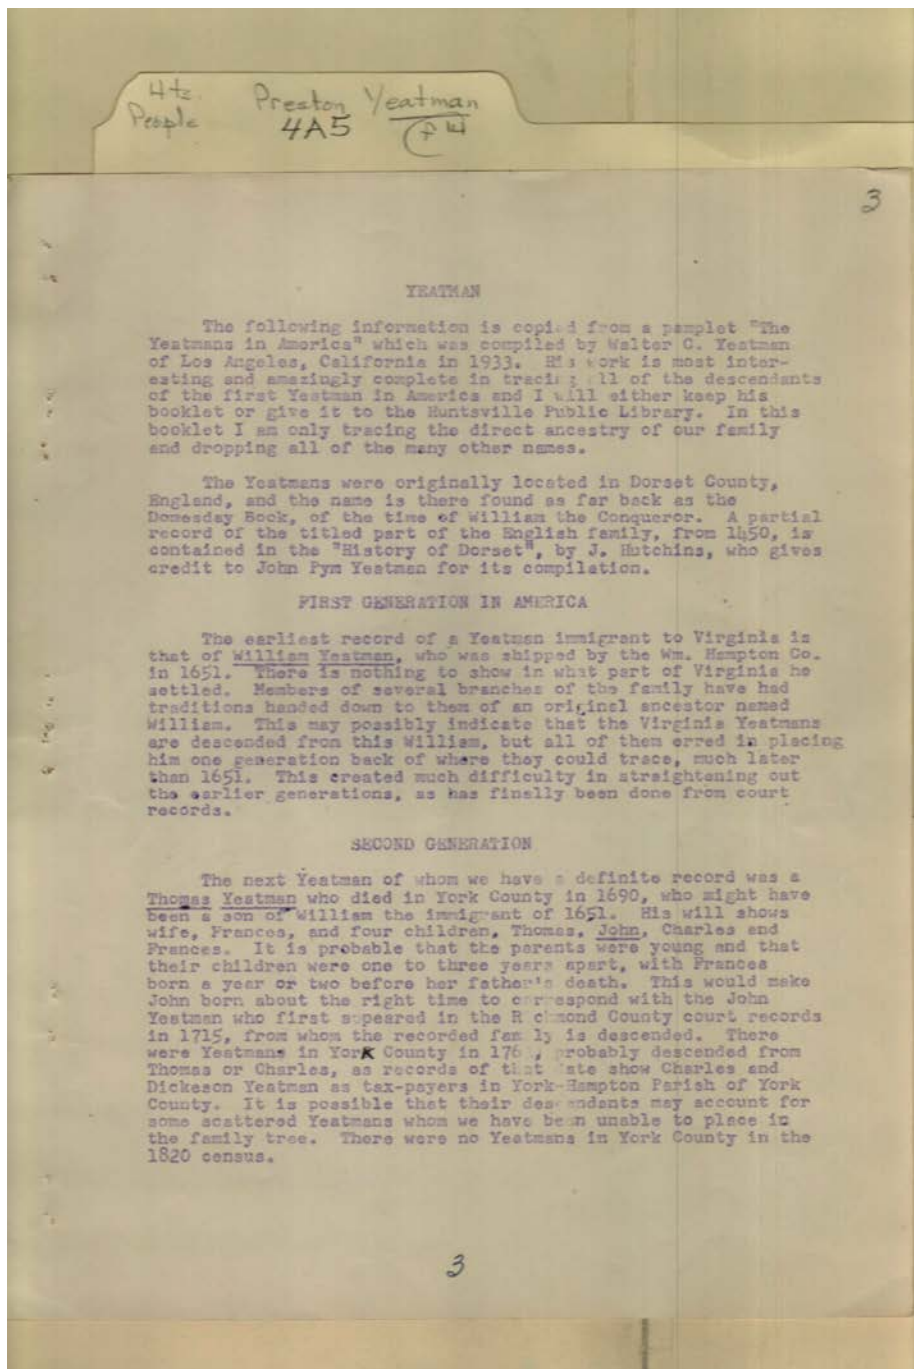 4tz.
People
Preston Yeatman
4A5
3
YEATMAN
The following information is copied from a pamplet "The
Yeatmans in America" which was compiled by Walter C. Yeatman
of Los Angeles, California in 1933. His work is most inter-
esting and amazingly complete in tracing all of the descendants
of the first Yeatman in America and I will either keep his
booklet or give it to the Huntsville Public Library. In this
booklet I am only tracing the direct ancestry of our family
and dropping all of the many other names.
The Yeatmans were originally located in Dorset County,
England, and the name is there found as far back as the
Domesday Book, of the time of William the Conqueror. A partial
record of the titled part of the English family, from 1450, is
contained in the "History of Dorset", by J. Hutchins, who gives
credit to John Pym Yeatman for its compilation.
FIRST GENERATION IN AMERICA
The earliest record of a Yeatman immigrant to Virginia is
that of William Yeatman, who was shipped by the Wm. Hampton Co.
in 1651. There is nothing to show in what part of Virginia he
settled. Members of several branches of the family have had
traditions handed down to them of an original ancestor named
William. This may possibly indicate that the Virginia Yeatmans
are descended from this William, but all of them erred in placing
him one generation back of where they could trace, much later
than 1651. This created much difficulty in straightening out
the earlier generations, as has finally been done from court
records.
SECOND GENERATION
The next Yeatman of whom we have a definite record was a
Thomas Yeatman who died in York County in 1690, who might have
been a son of William the immigrant of 1651. His will shows
wife, Frances, and four children, Thomas, John, Charles and
Frances. It is probable that the parents were young and that
their children were one to three years apart, with Frances
born a year or two before her father's death. This would make
John born about the right time to correspond with the John
Yeatman who first appeared in the Richmond County court records
in 1715, from whom the recorded family is descended. There
were Yeatmans in York County in 176, probably descended from
Thomas or Charles, as records of that date show Charles and
Dickeson Yeatman as tax-payers in York-Hampton Parish of York
County. It is possible that their descendants may account for
some scattered Yeatmans whom we have been unable to place in
the family tree. There were no Yeatmans in York County in the
1820 census.
3